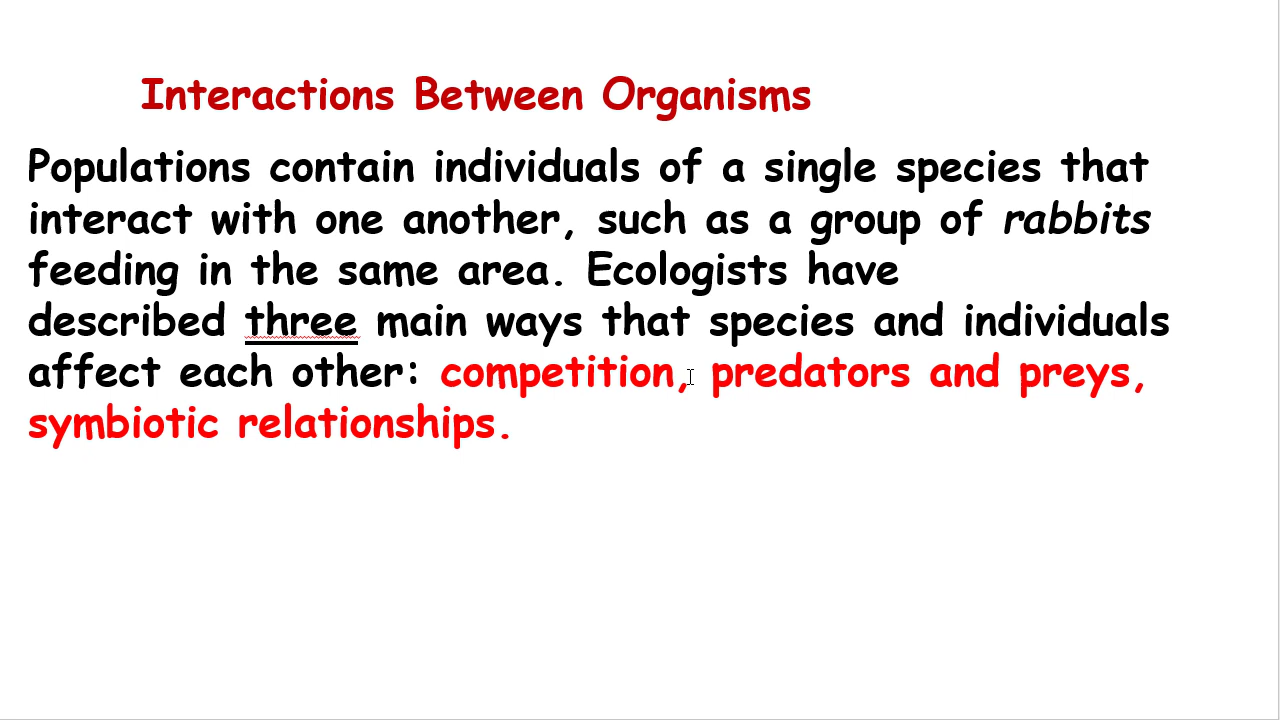 Interactions Between Organisms
Populations contain individuals of a single species that
interact with one another, such as a group of rabbits
feeding in the same area. Ecologists have
described three main ways that species and individuals
affect each other: competition, predators and preys,
symbiotic relationships.